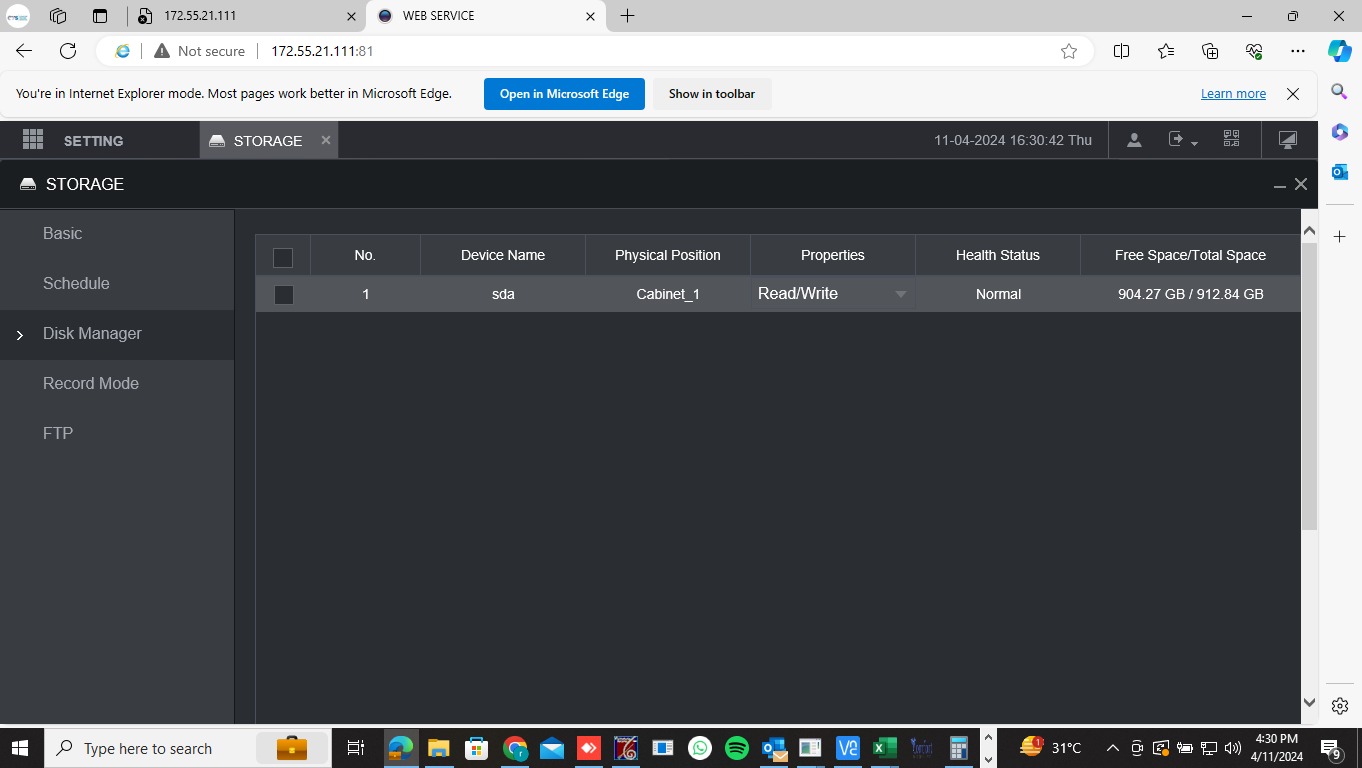 172.55.21.111
WEB SERVICE
Not secure
172.55.21.111:81
You're in Internet Explorer mode. Most pages work better in Microsoft Edge.
Open in Microsoft Edge
Show in toolbar
Learn more
SETTING
STORAGE
11-04-2024 16:30:42 Thu
STORAGE
Basic
Schedule
Disk Manager
Record Mode
FTP
No. Device Name Physical Position Properties Health Status Free Space/Total Space
1 sda Cabinet_1 Read/Write Normal 904.27 GB / 912.84 GB
Type here to search
1
31°C
4:30 PM
4/11/2024
9